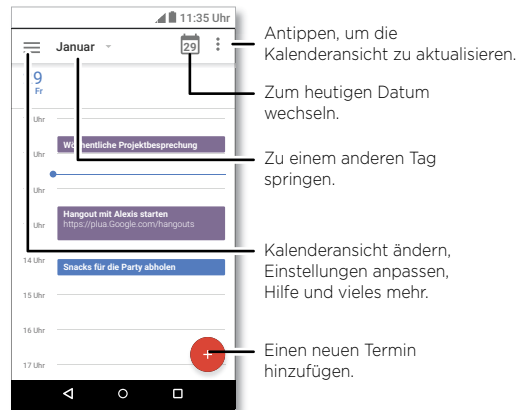 11:35 Uhr
Januar
29
9
Fr
Uhr
Uhr
Wöchentliche Projektbesprechung
Uhr
Hangout mit Alexis starten
Uhr
https://plua.Google.com/hangouts
14 Uhr
Snacks für die Party abholen
15 Uhr
16 Uhr
17 Uhr
+
Antippen, um die
Kalenderansicht zu aktualisieren.
Zum heutigen Datum
wechseln.
Zu einem anderen Tag
springen.
Kalenderansicht ändern,
Einstellungen anpassen,
Hilfe und vieles mehr.
Einen neuen Termin
hinzufügen.